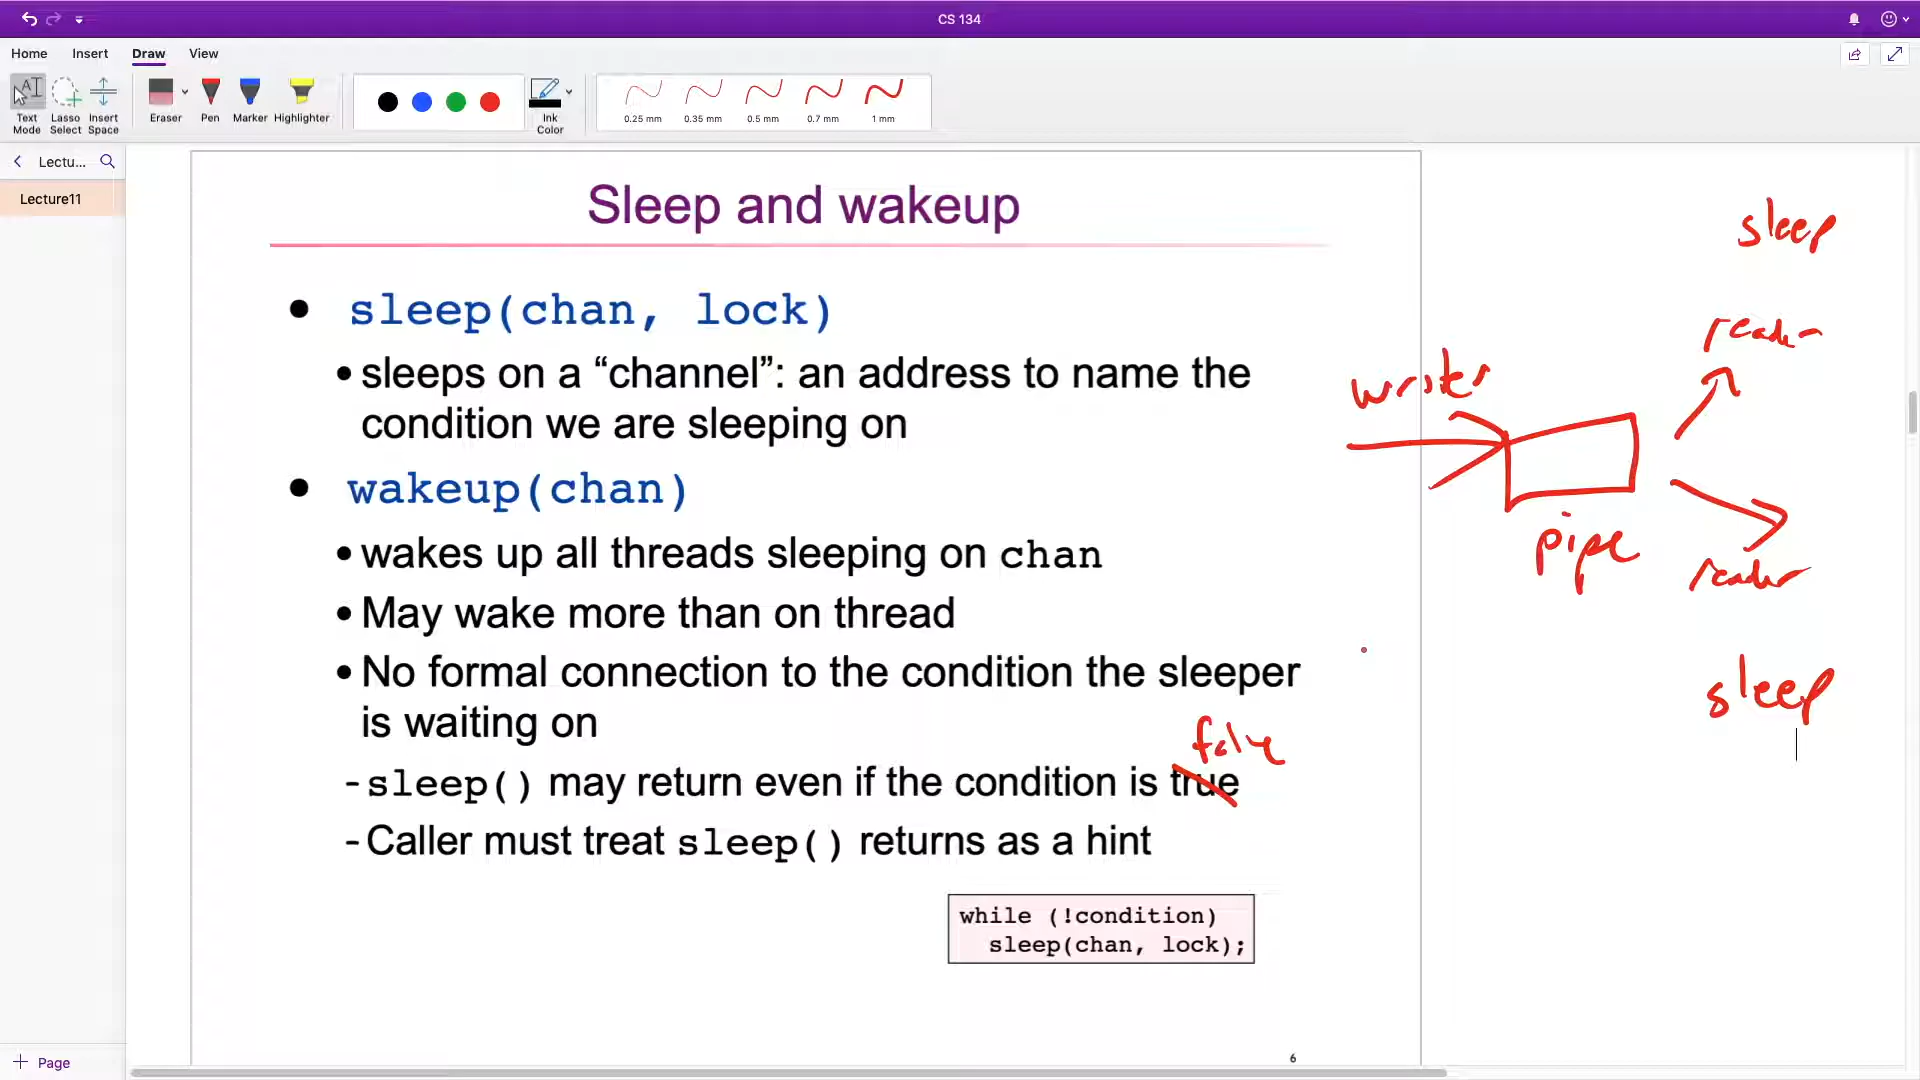 CS 134
Home Insert Draw View
Text Mode
Lasso Select
Insert Space
Eraser
Pen
Marker
Highlighter
Ink Color
0.25 mm
0.35 mm
0.5 mm
0.7 mm
1 mm
Lectu...
Lecture11
Sleep and wakeup
• sleep(chan, lock)
• sleeps on a “channel”: an address to name the
condition we are sleeping on
• wakeup(chan)
• wakes up all threads sleeping on chan
• May wake more than on thread
• No formal connection to the condition the sleeper
is waiting on
false
- sleep() may return even if the condition is true
- Caller must treat sleep() returns as a hint
while (!condition)
sleep(chan, lock);
6
sleep
reader
writer
pipe
reader
sleep
+ Page